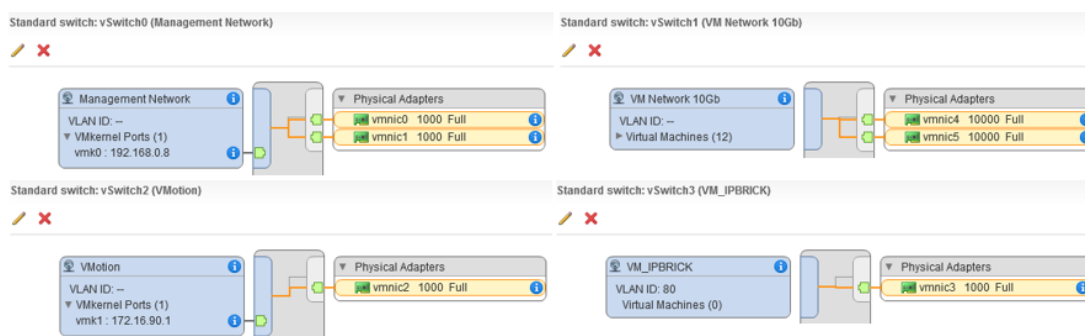 Standard switch: vSwitch0 (Management Network)
Management Network
VLAN ID: --
VMkernel Ports (1)
vmk0 : 192.168.0.8
Physical Adapters
vmnic0 1000 Full
vmnic1 1000 Full
Standard switch: vSwitch1 (VM Network 10Gb)
VM Network 10Gb
VLAN ID: --
Virtual Machines (12)
Physical Adapters
vmnic4 10000 Full
vmnic5 10000 Full
Standard switch: vSwitch2 (VMotion)
VMotion
VLAN ID: --
VMkernel Ports (1)
vmk1 : 172.16.90.1
Physical Adapters
vmnic2 1000 Full
Standard switch: vSwitch3 (VM_IPBRICK)
VM_IPBRICK
VLAN ID: 80
Virtual Machines (0)
Physical Adapters
vmnic3 1000 Full